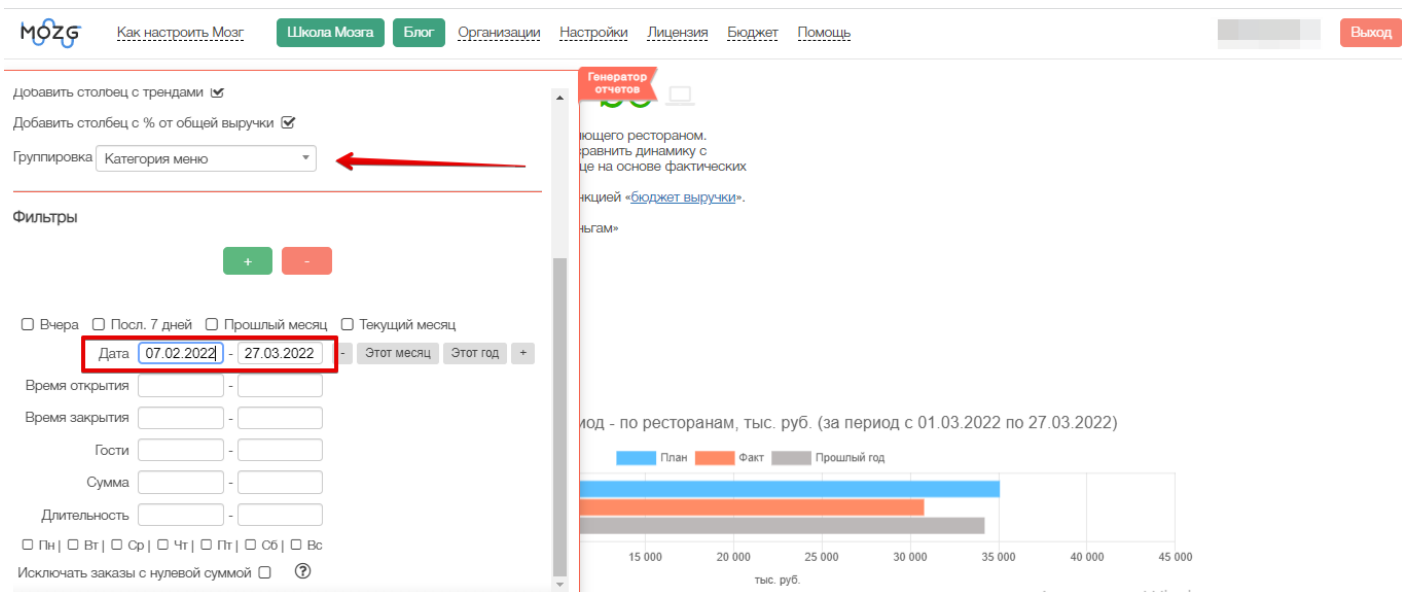 MOZG Как настроить Мозг Школа Мозга Блог Организации Настройки Лицензия Бюджет Помощь Выход
Генератор
отчетов
Добавить столбец с трендами
Добавить столбец с % от общей выручки
Группировка Категория меню
Фильтры
+ -
Вчера Посл. 7 дней Прошлый месяц Текущий месяц
Дата 07.02.2022 - 27.03.2022 - Этот месяц Этот год +
Время открытия -
Время закрытия -
Гости -
Сумма -
Длительность -
Пн | Вт | Ср | Чт | Пт | Сб | Вс
Исключать заказы с нулевой суммой ?
ющего рестораном.
сравнить динамику с
це на основе фактических
нкцией «бюджет выручки».
ньгам»
иод - по ресторанам, тыс. руб. (за период с 01.03.2022 по 27.03.2022)
План Факт Прошлый год
15 000 20 000 25 000 30 000 35 000 40 000 45 000
тыс. руб.